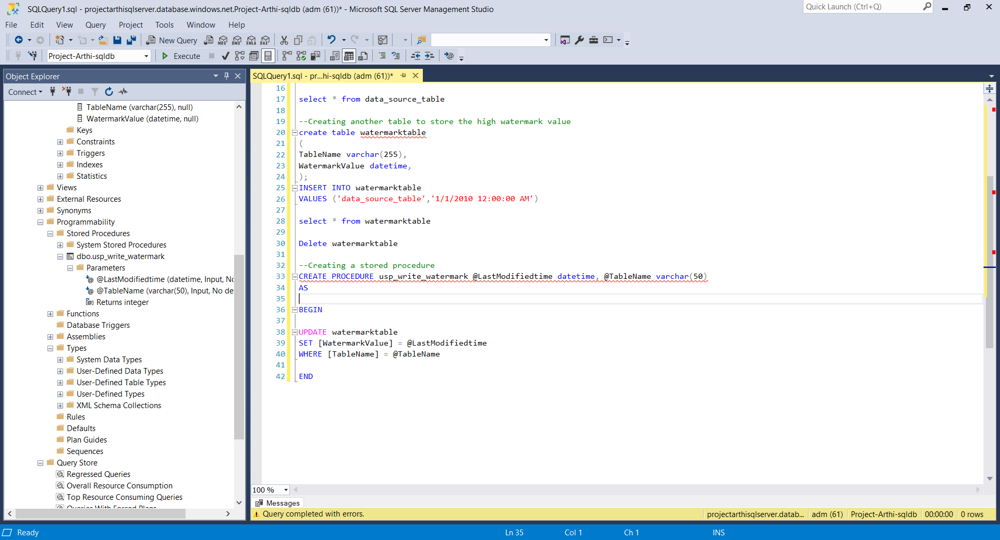 SQLQuery1.sql - projectarthisqlserver.database.windows.net.Project-Arthi-sqldb (adm (61))* - Microsoft SQL Server Management Studio
Quick Launch (Ctrl+Q)
File Edit View Query Project Tools Window Help
New Query
MDX DMX XMLA DAX
Project-Arthi-sqldb
Execute
Object Explorer
Connect
TableName (varchar(255), null)
WatermarkValue (datetime, null)
Keys
Constraints
Triggers
Indexes
Statistics
Views
External Resources
Synonyms
Programmability
Stored Procedures
System Stored Procedures
dbo.usp_write_watermark
Parameters
@LastModifiedtime (datetime, Input, No
@TableName (varchar(50), Input, No de
Returns integer
Functions
Database Triggers
Assemblies
Types
System Data Types
User-Defined Data Types
User-Defined Table Types
User-Defined Types
XML Schema Collections
Rules
Defaults
Plan Guides
Sequences
Query Store
Regressed Queries
Overall Resource Consumption
Top Resource Consuming Queries
Queries With Forced Plans
SQLQuery1.sql - pr...hi-sqldb (adm (61))*
16
17 select * from data_source_table
18
19 --Creating another table to store the high watermark value
20 create table watermarktable
21 (
22 TableName varchar(255),
23 WatermarkValue datetime,
24 );
25 INSERT INTO watermarktable
26 VALUES ('data_source_table','1/1/2010 12:00:00 AM')
27
28 select * from watermarktable
29
30 Delete watermarktable
31
32 --Creating a stored procedure
33 CREATE PROCEDURE usp_write_watermark @LastModifiedtime datetime, @TableName varchar(50)
34 AS
35
36 BEGIN
37
38 UPDATE watermarktable
39 SET [WatermarkValue] = @LastModifiedtime
40 WHERE [TableName] = @TableName
41
42 END
100 %
Messages
Query completed with errors.
projectarthisqlserver.datab... adm (61) Project-Arthi-sqldb 00:00:00 0 rows
Ready
Ln 35 Col 1 Ch 1 INS